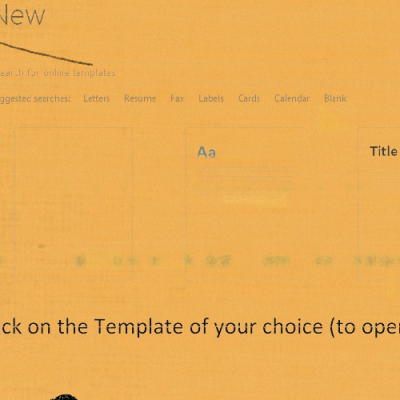 New
earch for online templates
ggested searches: Letters Resume Fax Labels Cards Calendar Blank
Aa
Title
ck on the Template of your choice (to ope